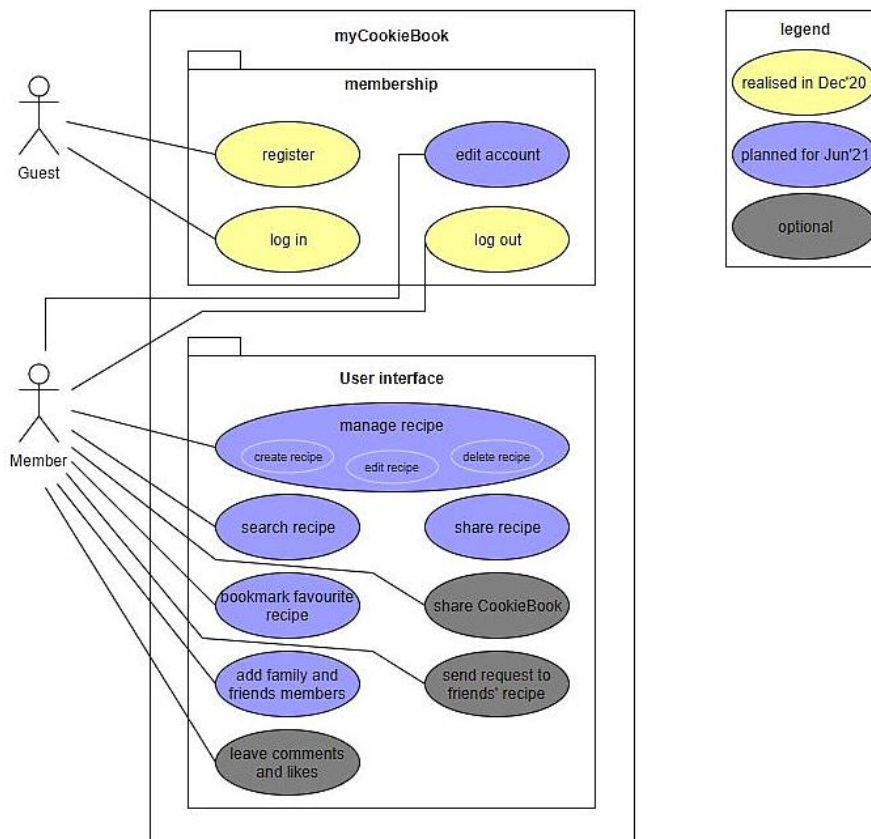 myCookieBook
legend
membership
realised in Dec'20
Guest
register
edit account
planned for Jun'21
log in
log out
optional
Member
User interface
manage recipe
create recipe
edit recipe
delete recipe
search recipe
share recipe
bookmark favourite
recipe
share CookieBook
add family and
friends members
send request to
friends' recipe
leave comments
and likes